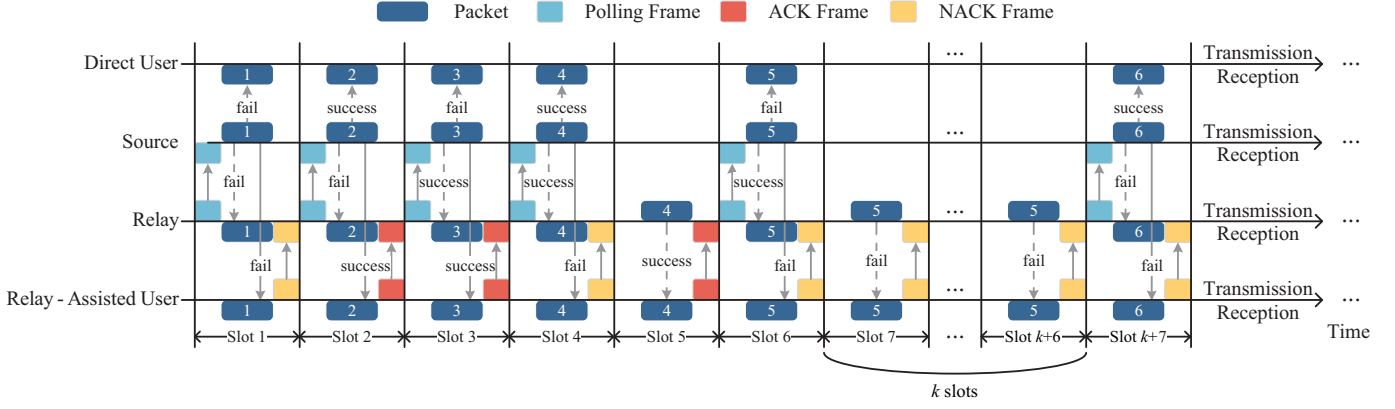 Packet Polling Frame ACK Frame NACK Frame
Direct User ... Transmission ...
1 2 3 4 5 6 Reception
fail success fail success fail success
1 2 3 4 5 6
Source ... Transmission ...
Reception
fail fail success success success fail
4 5 ... 5
Relay Transmission ...
1 2 3 4 5 6 Reception
fail success success fail success fail fail fail fail
Relay - Assisted User ... Transmission ...
1 2 3 4 4 5 5 5 6 Reception
Slot 1 Slot 2 Slot 3 Slot 4 Slot 5 Slot 6 Slot 7 ... Slot k+6 Slot k+7 Time
k slots